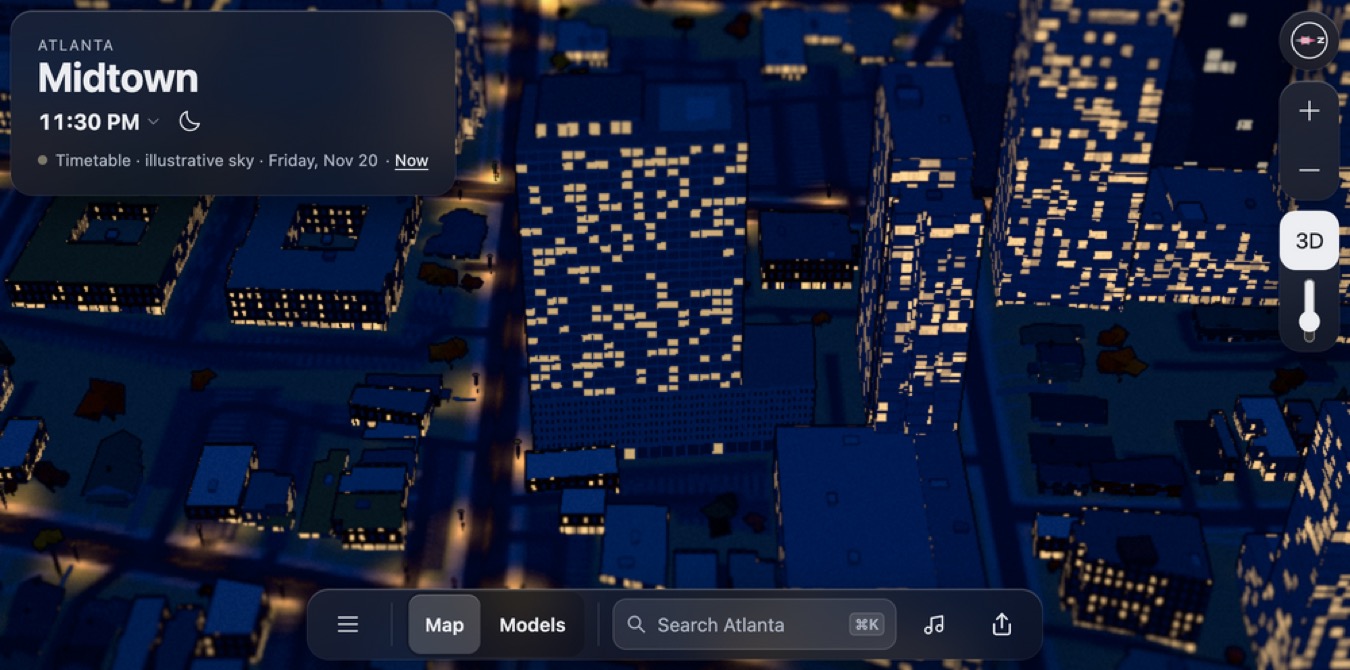 ATLANTA
Midtown
11:30 PM
Timetable · illustrative sky · Friday, Nov 20 · Now
Z
3D
Map
Models
Search Atlanta
⌘K